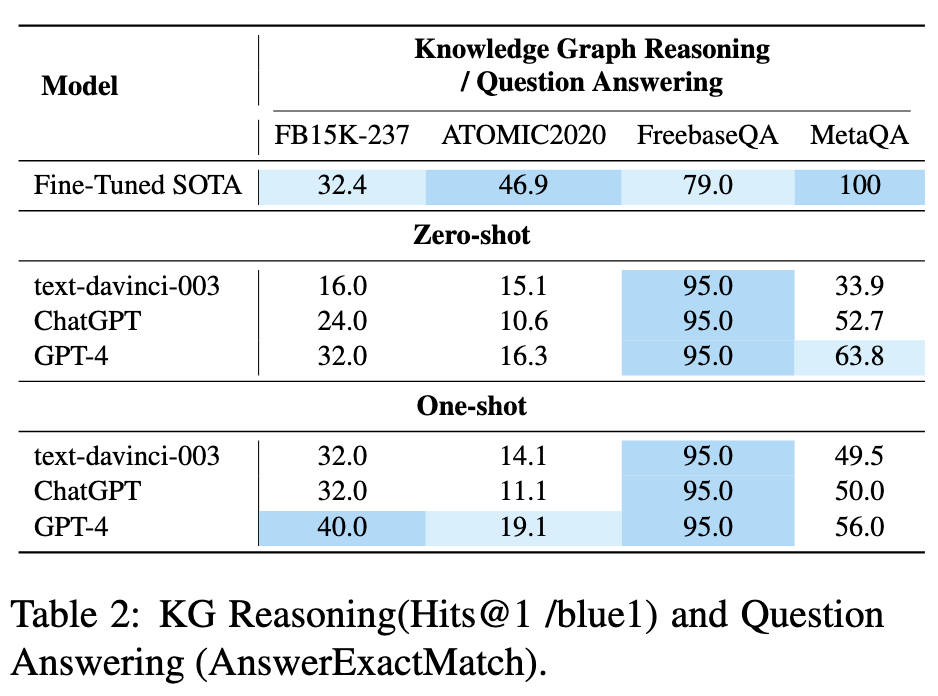 Model Knowledge Graph Reasoning
/ Question Answering
FB15K-237 ATOMIC2020 FreebaseQA MetaQA
Fine-Tuned SOTA 32.4 46.9 79.0 100
Zero-shot
text-davinci-003 16.0 15.1 95.0 33.9
ChatGPT 24.0 10.6 95.0 52.7
GPT-4 32.0 16.3 95.0 63.8
One-shot
text-davinci-003 32.0 14.1 95.0 49.5
ChatGPT 32.0 11.1 95.0 50.0
GPT-4 40.0 19.1 95.0 56.0
Table 2: KG Reasoning(Hits@1 /blue1) and Question
Answering (AnswerExactMatch).